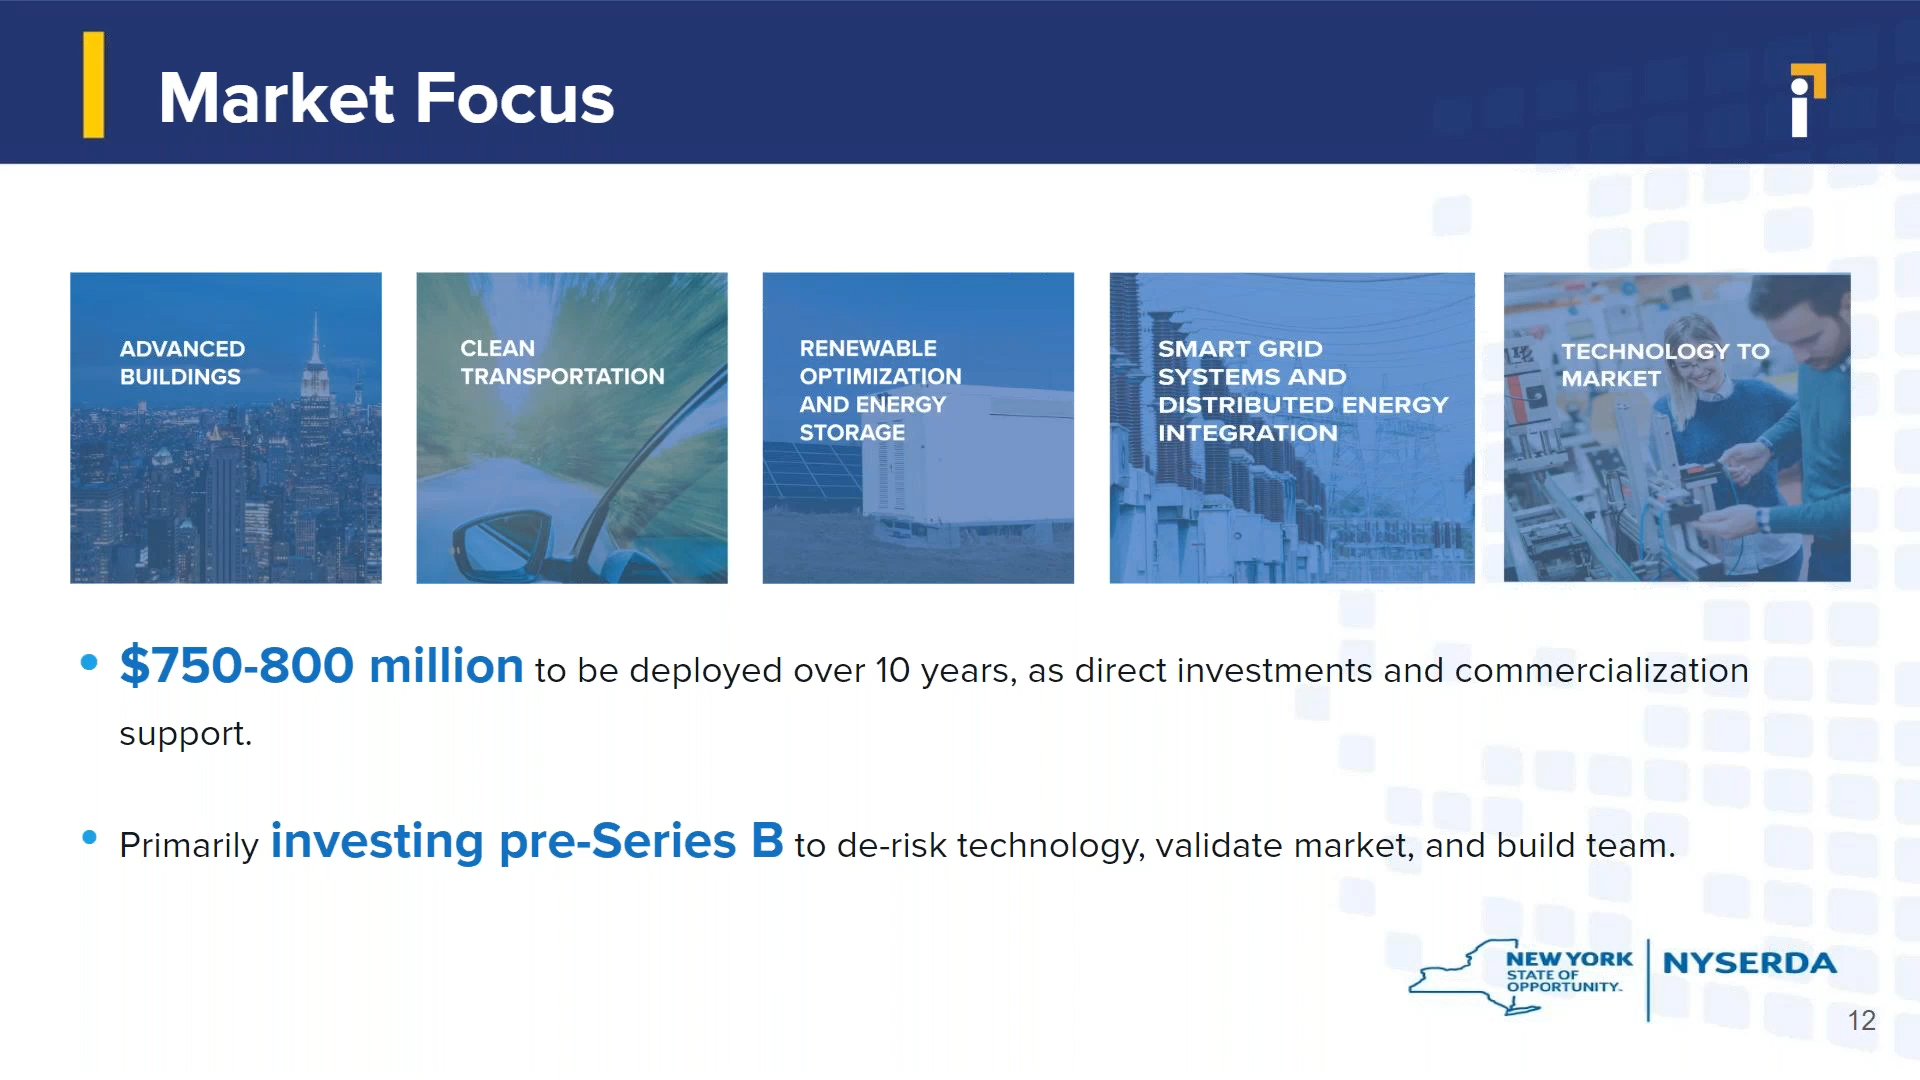 Market Focus
ADVANCED
BUILDINGS
CLEAN
TRANSPORTATION
RENEWABLE
OPTIMIZATION
AND ENERGY
STORAGE
SMART GRID
SYSTEMS AND
DISTRIBUTED ENERGY
INTEGRATION
TECHNOLOGY TO
MARKET
• $750-800 million to be deployed over 10 years, as direct investments and commercialization
support.
• Primarily investing pre-Series B to de-risk technology, validate market, and build team.
NEW YORK
STATE OF
OPPORTUNITY.
NYSERDA
12